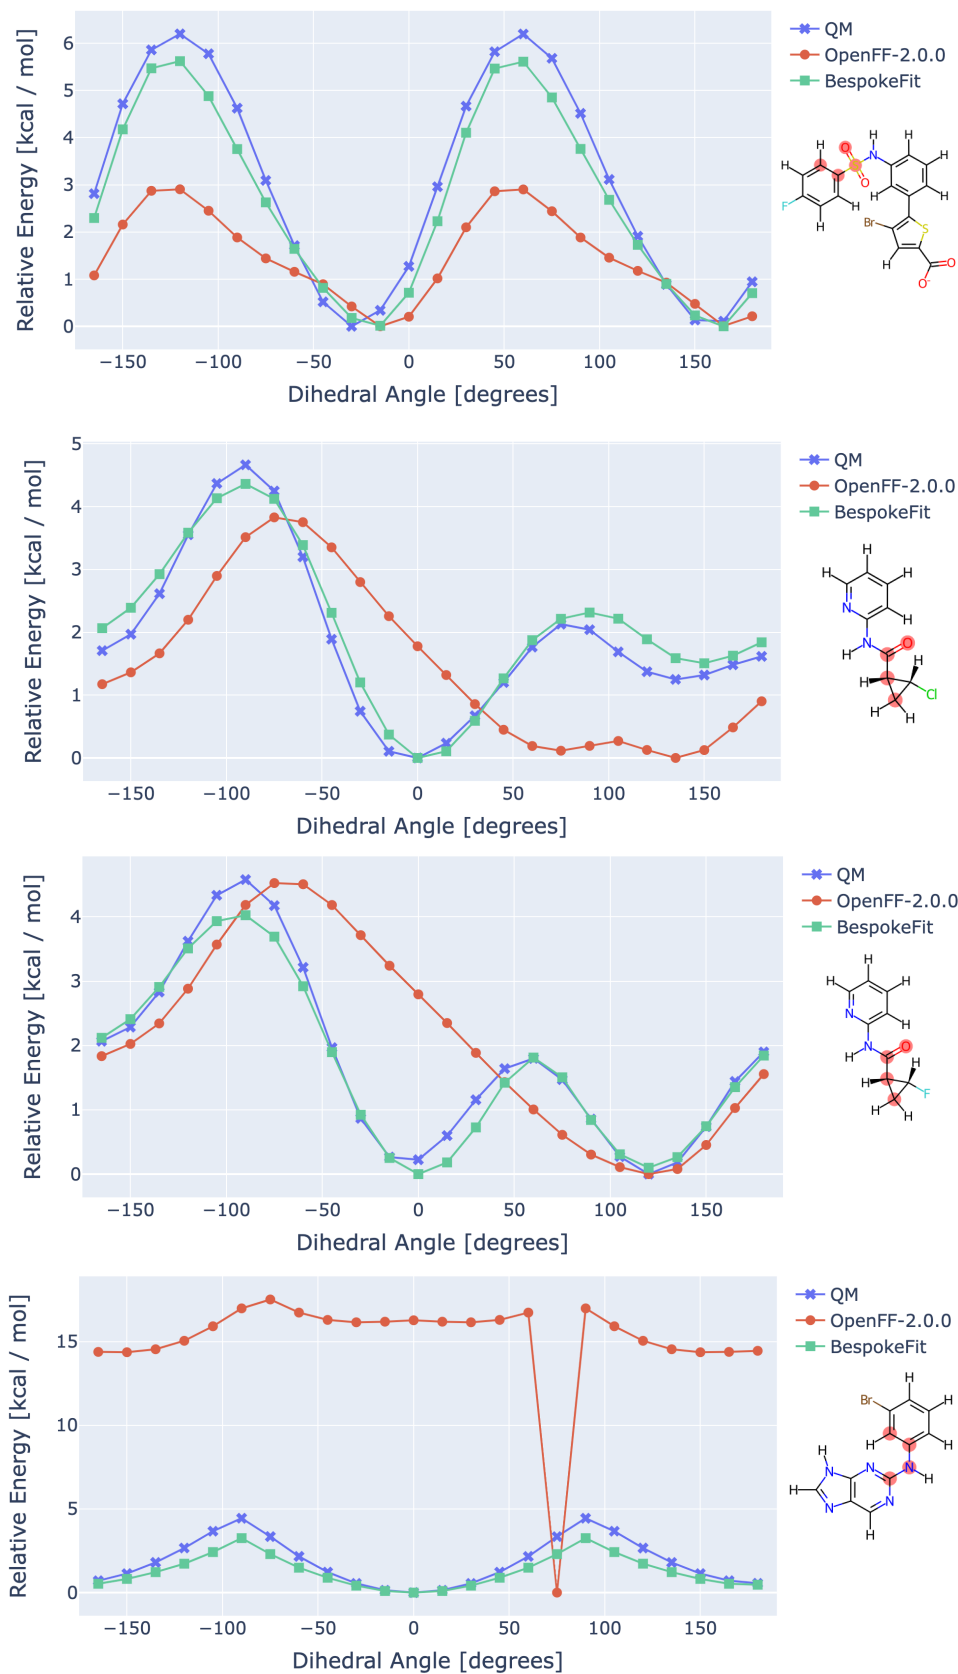 Relative Energy [kcal / mol]
6
5
4
3
2
1
0
−150
−100
−50
0
50
100
150
Dihedral Angle [degrees]
QM
OpenFF-2.0.0
BespokeFit
H
H
O
N
H
H
H
S
O
H
F
H
H
H
H
Br
S
H
O
O-
Relative Energy [kcal / mol]
5
4
3
2
1
0
−150
−100
−50
0
50
100
150
Dihedral Angle [degrees]
QM
OpenFF-2.0.0
BespokeFit
H
H
H
N
H
N
H
O
H
H
Cl
H
H
Relative Energy [kcal / mol]
4
3
2
1
0
−150
−100
−50
0
50
100
150
Dihedral Angle [degrees]
QM
OpenFF-2.0.0
BespokeFit
H
H
H
N
H
N
H
O
H
H
F
H
H
Relative Energy [kcal / mol]
15
10
5
0
−150
−100
−50
0
50
100
150
Dihedral Angle [degrees]
QM
OpenFF-2.0.0
BespokeFit
H
Br
H
H
H
H
N
N
N
H
H
N
N
H